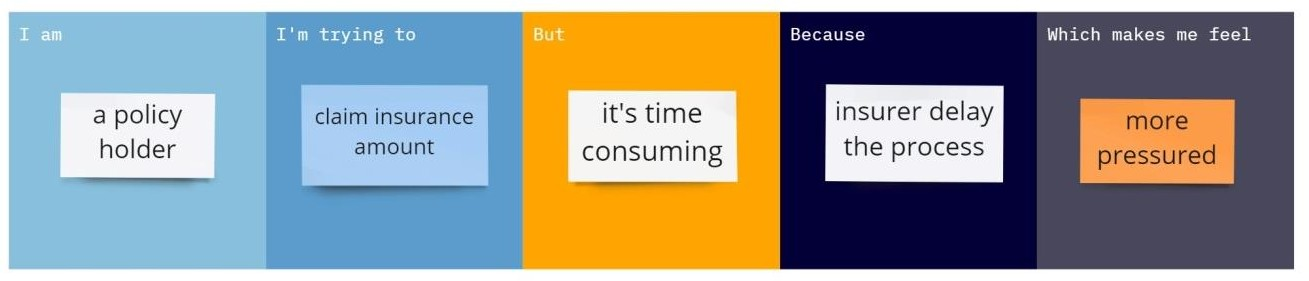 I am
a policy
holder
I'm trying to
claim insurance
amount
But
it's time
consuming
Because
insurer delay
the process
Which makes me feel
more
pressured